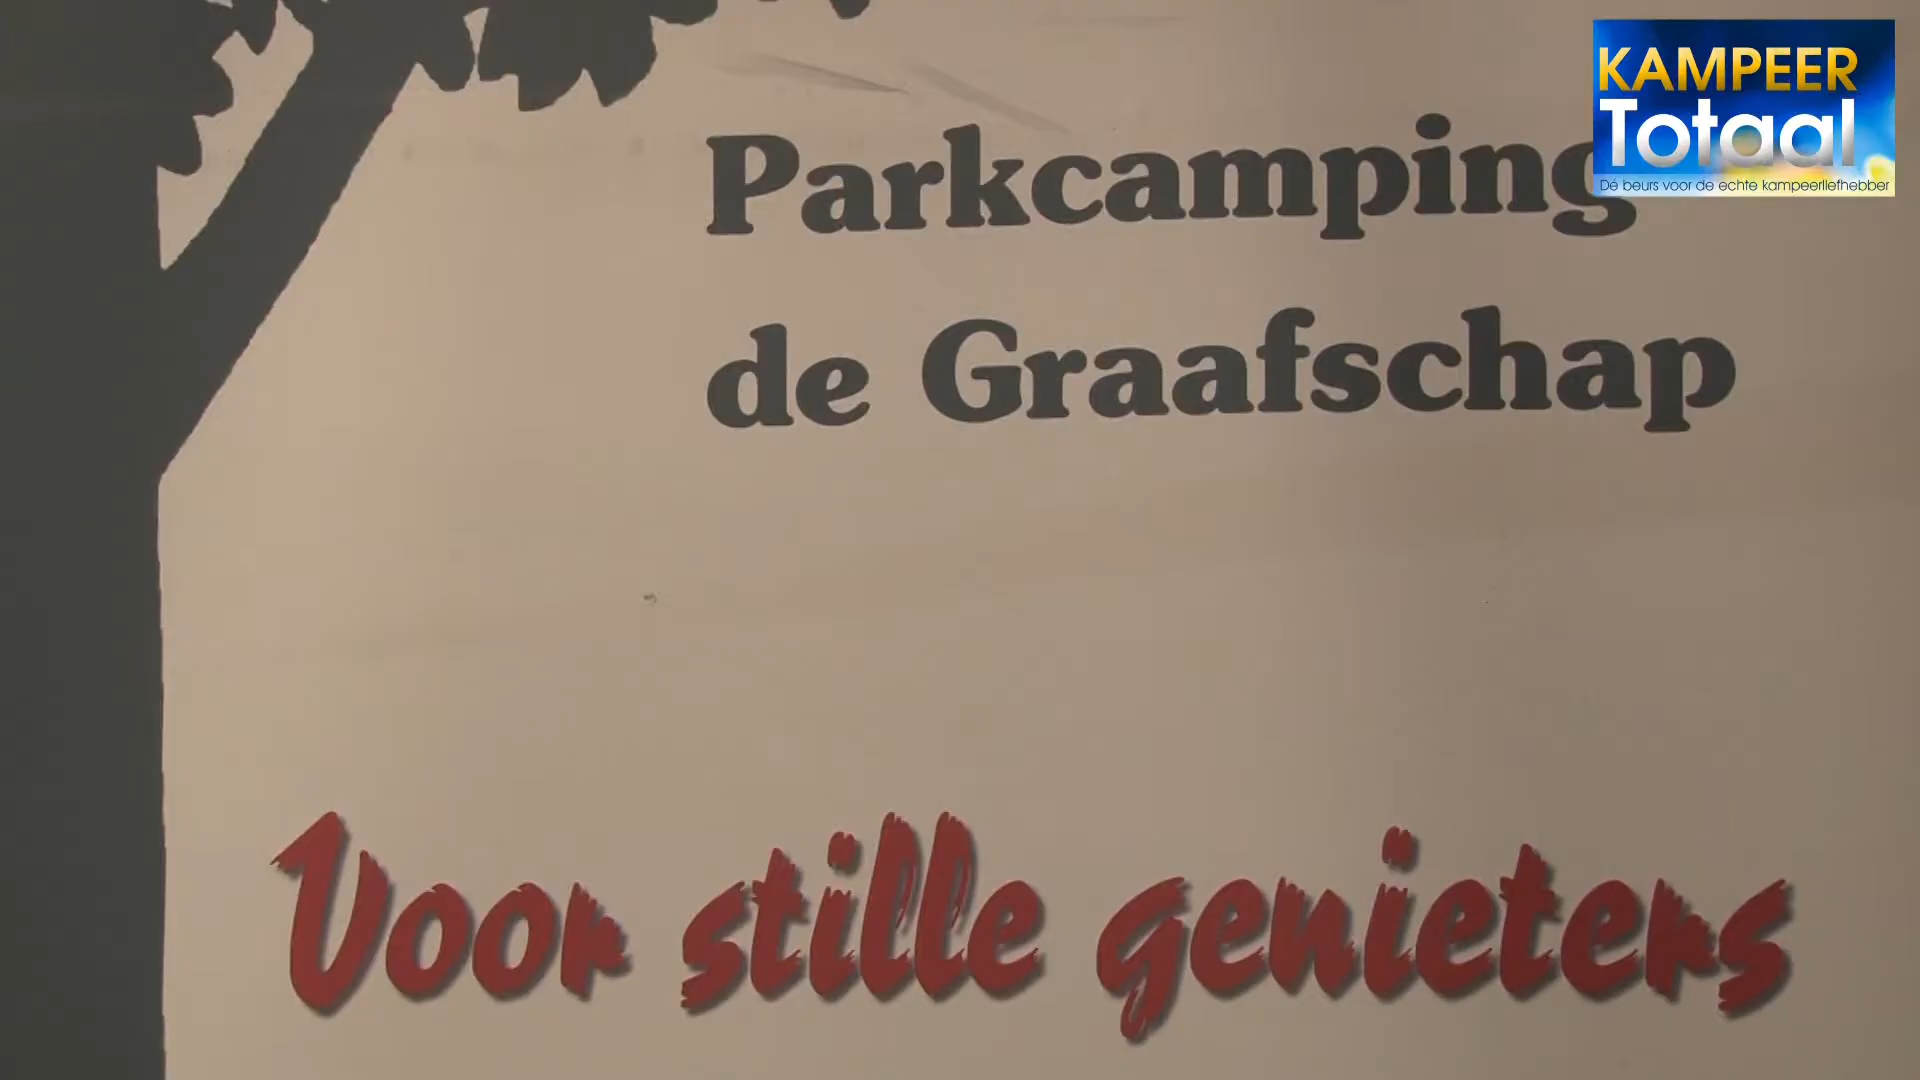 KAMPEER
Totaal
Dé beurs voor de echte kampeerliefhebber
Parkcamping
de Graafschap
Voor stille genieters